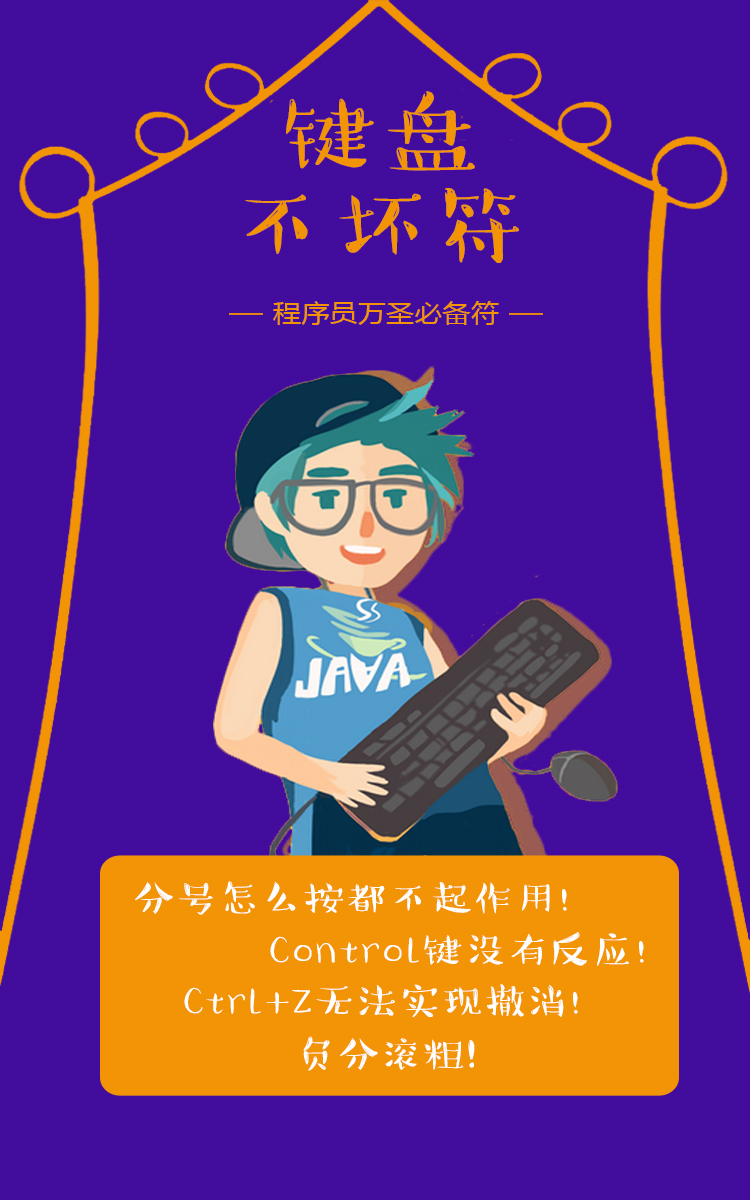 键盘
不坏符
— 程序员万圣必备符 —
JAVA
分号怎么按都不起作用!
Control键没有反应!
Ctrl+Z无法实现撤消!
负分滚粗!